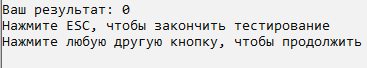 Ваш результат: 0
Нажмите ESC, чтобы закончить тестирование
Нажмите любую другую кнопку, чтобы продолжить